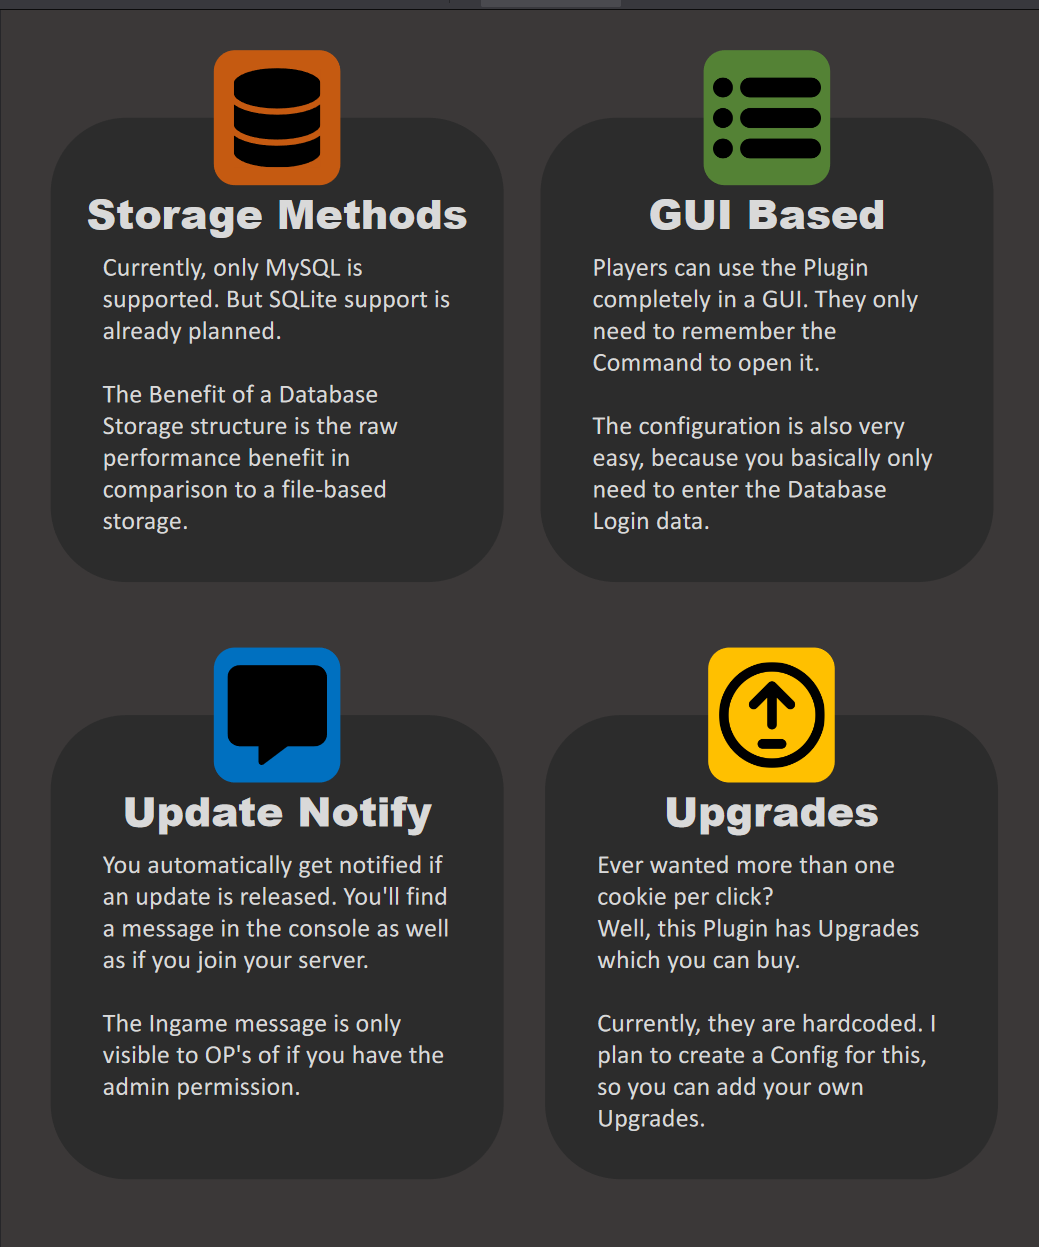 Storage Methods
Currently, only MySQL is
supported. But SQLite support is
already planned.
The Benefit of a Database
Storage structure is the raw
performance benefit in
comparison to a file-based
storage.
GUI Based
Players can use the Plugin
completely in a GUI. They only
need to remember the
Command to open it.
The configuration is also very
easy, because you basically only
need to enter the Database
Login data.
Update Notify
You automatically get notified if
an update is released. You'll find
a message in the console as well
as if you join your server.
The Ingame message is only
visible to OP's of if you have the
admin permission.
Upgrades
Ever wanted more than one
cookie per click?
Well, this Plugin has Upgrades
which you can buy.
Currently, they are hardcoded. I
plan to create a Config for this,
so you can add your own
Upgrades.